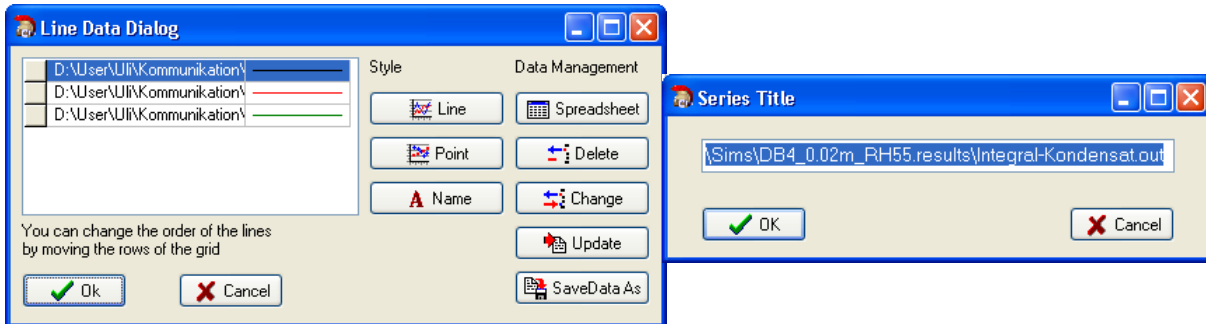 Line Data Dialog
D:\User\Uli\Kommunikation\
D:\User\Uli\Kommunikation\
D:\User\Uli\Kommunikation\
Style
Data Management
Line
Spreadsheet
Point
Delete
Name
Change
You can change the order of the lines
by moving the rows of the grid
Update
Ok
Cancel
SaveData As
Series Title
\Sims\DB4_0.02m_RH55.results\Integral-Kondensat.out
OK
Cancel